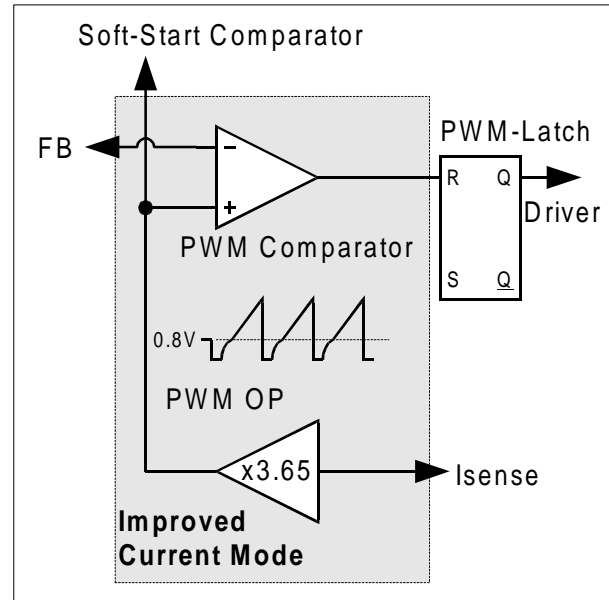 Soft-Start Comparator
FB
PWM-Latch
R Q
Driver
PWM Comparator
S Q
0.8V
PWM OP
x3.65
Isense
Improved
Current Mode